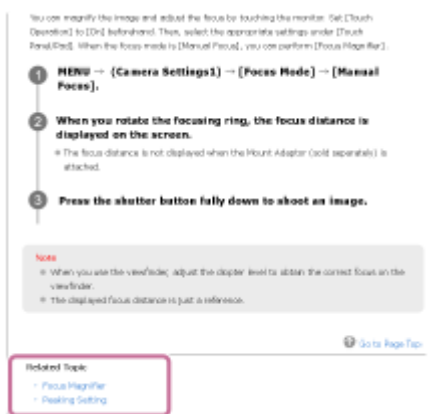 You can magnify the image and adjust the focus by touching the monitor. Set [Touch
Operation] to [On] beforehand. Then, select the appropriate settings under [Touch
Panel/Pad]. When the focus mode is [Manual Focus], you can perform [Focus Magnifier].
1 MENU → (Camera Settings1) → [Focus Mode] → [Manual
Focus].
2 When you rotate the focusing ring, the focus distance is
displayed on the screen.
The focus distance is not displayed when the Mount Adaptor (sold separately) is
attached.
3 Press the shutter button fully down to shoot an image.
Note
When you use the viewfinder, adjust the diopter level to obtain the correct focus on the
viewfinder.
The displayed focus distance is just a reference.
Go to Page Top
Related Topic
Focus Magnifier
Peaking Setting